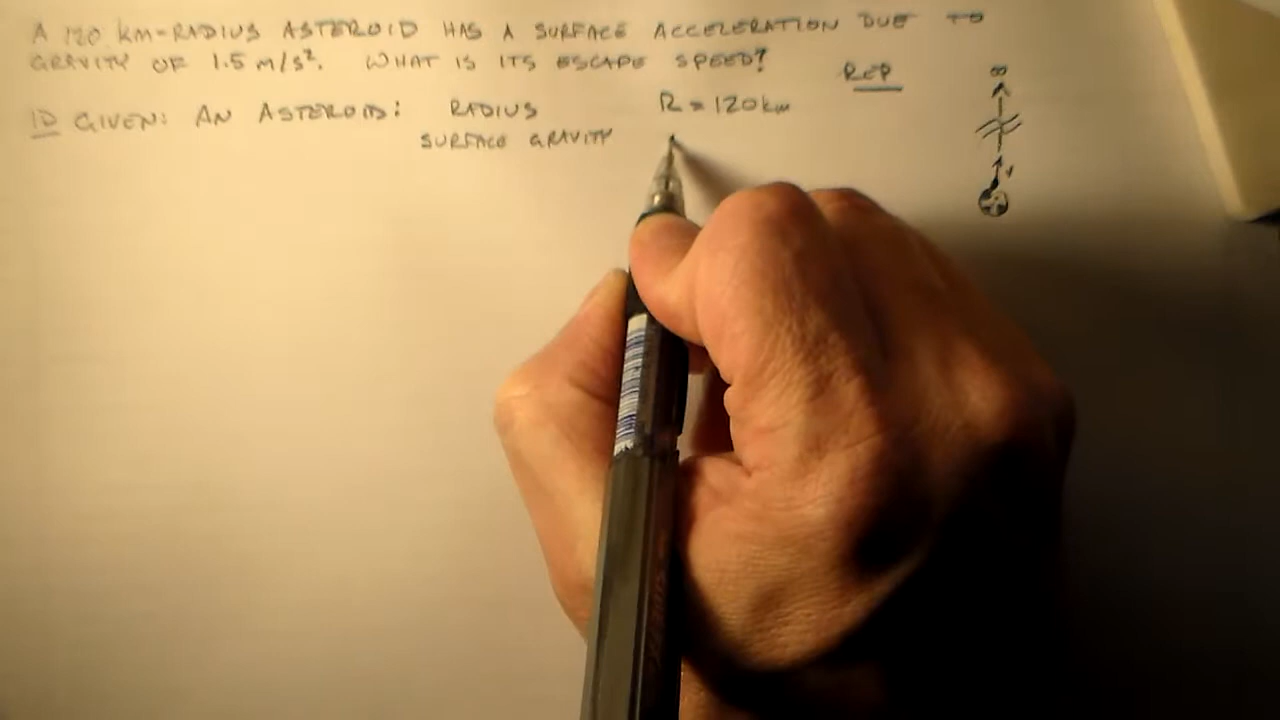 A 120 km-RADIUS ASTEROID HAS A SURFACE ACCELERATION DUE TO
GRAVITY OF 1.5 m/s². WHAT IS ITS ESCAPE SPEED?
REP
∞
ID GIVEN: AN ASTEROID: RADIUS R = 120 km
SURFACE GRAVITY
v